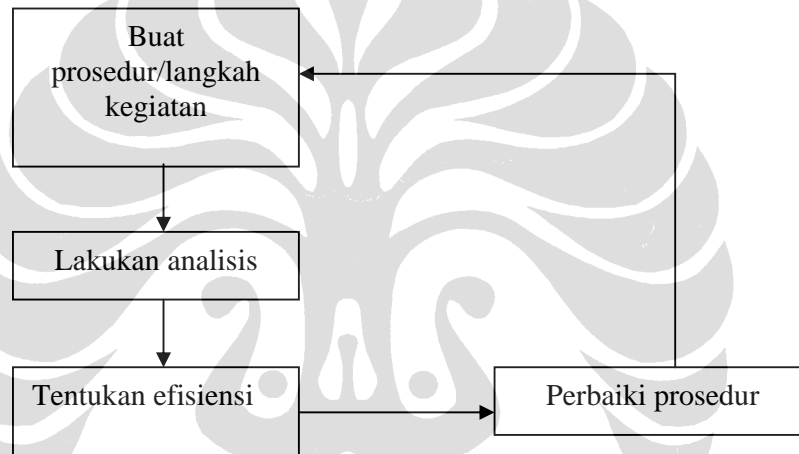 Buat
prosedur/langkah
kegiatan
Lakukan analisis
Tentukan efisiensi
Perbaiki prosedur